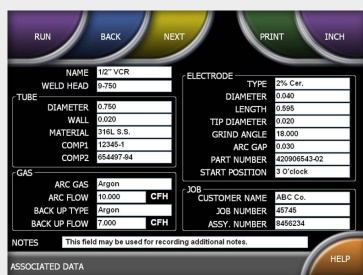 RUN BACK NEXT PRINT INCH
NAME 1/2" VCR
WELD HEAD 9-750
TUBE
DIAMETER 0.750
WALL 0.020
MATERIAL 316L S.S.
COMP1 12345-1
COMP2 654497-94
GAS
ARC GAS Argon
ARC FLOW 10.000 CFH
BACK UP TYPE Argon
BACK UP FLOW 7.000 CFH
ELECTRODE
TYPE 2% Cer.
DIAMETER 0.040
LENGTH 0.595
TIP DIAMETER 0.020
GRIND ANGLE 18.000
ARC GAP 0.030
PART NUMBER 420906543-02
START POSITION 3 O'clock
JOB
CUSTOMER NAME ABC Co.
JOB NUMBER 45745
ASSY. NUMBER 8456234
NOTES This field may be used for recording additional notes.
ASSOCIATED DATA HELP